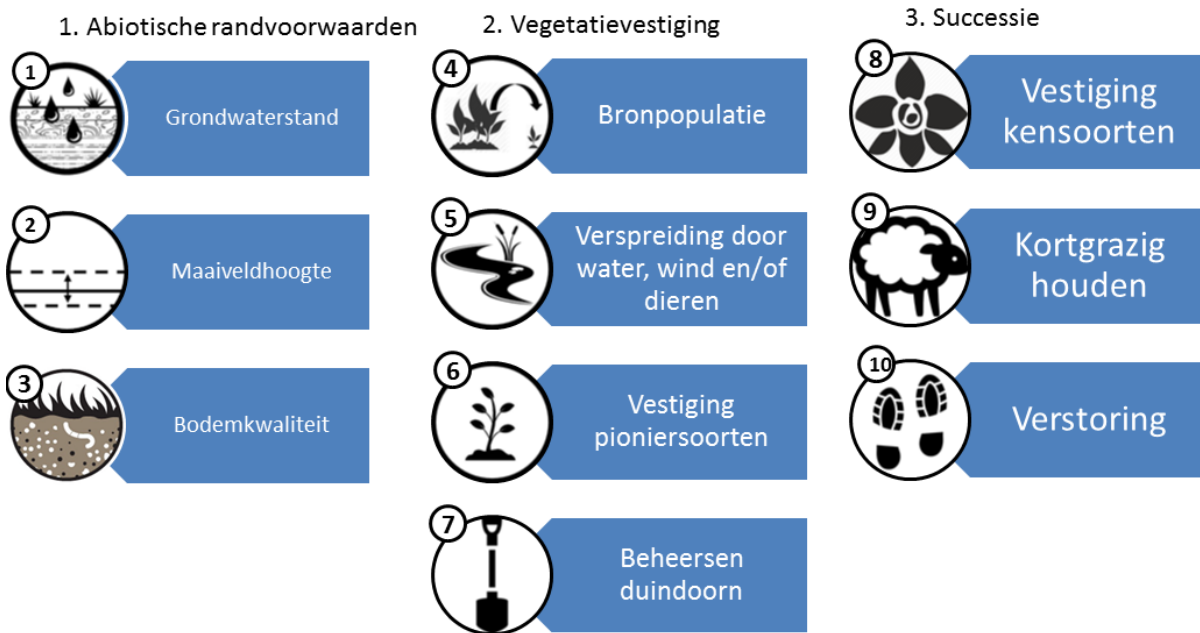 1. Abiotische randvoorwaarden
1
Grondwaterstand
2
Maaiveldhoogte
3
Bodemkwaliteit
2. Vegetatievestiging
4
Bronpopulatie
5
Verspreiding door
water, wind en/of
dieren
6
Vestiging
pioniersoorten
7
Beheersen
duindoorn
3. Successie
8
Vestiging
kensoorten
9
Kortgrazig
houden
10
Verstoring